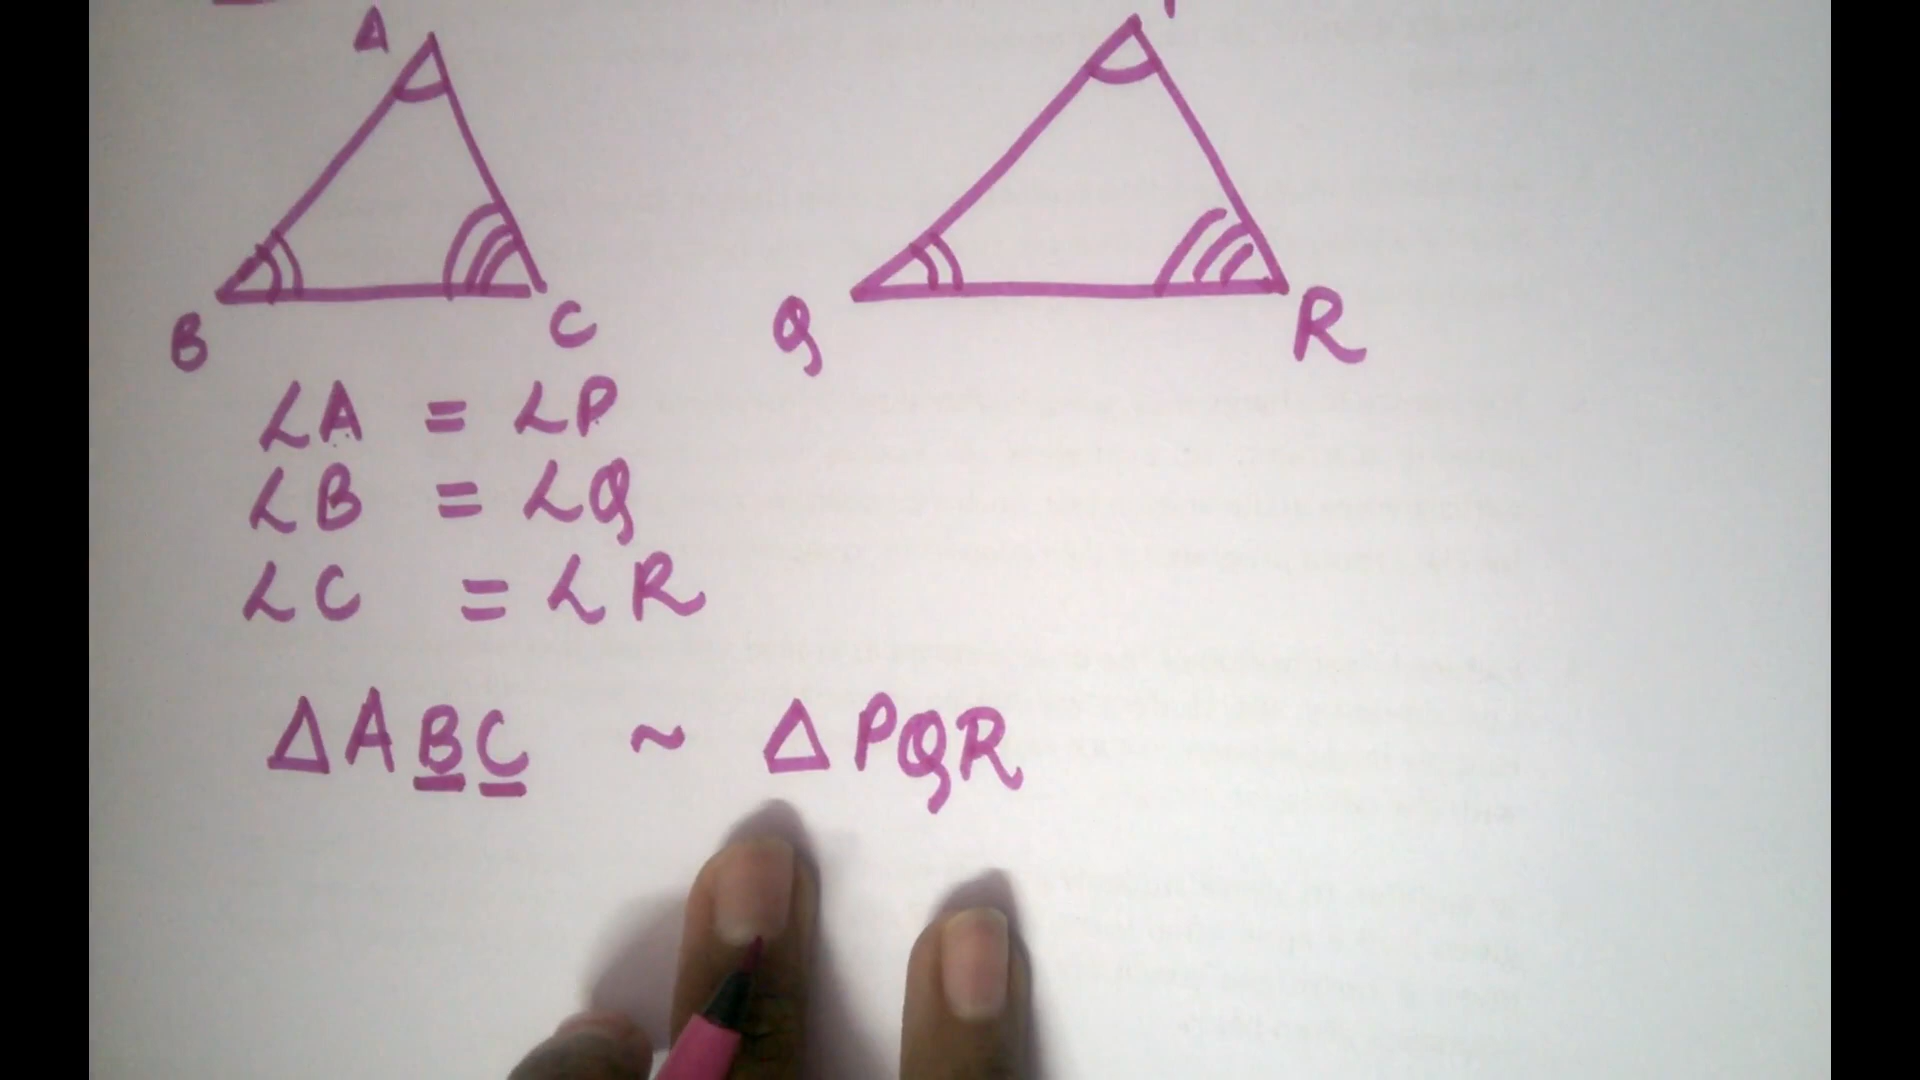 A
B C Q R
∠A = ∠P
∠B = ∠Q
∠C = ∠R
ΔABC ~ ΔPQR